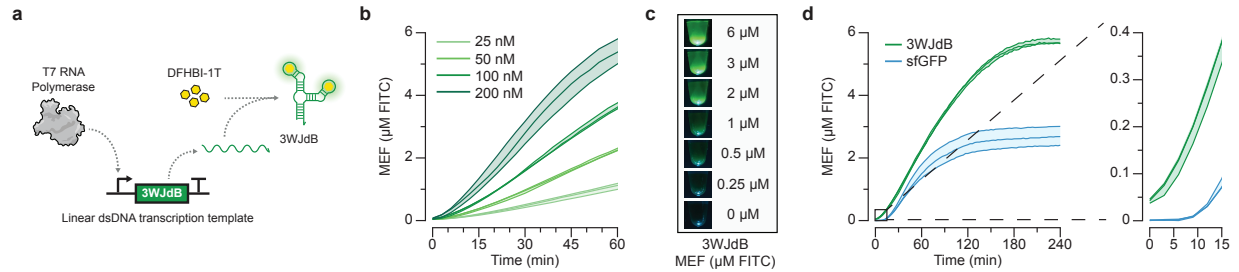 a
T7 RNA
Polymerase
DFHBI-1T
3WJdB
3WJdB
Linear dsDNA transcription template
b
MEF (µM FITC)
6
4
2
0
25 nM
50 nM
100 nM
200 nM
0 15 30 45 60
Time (min)
c
6 µM
3 µM
2 µM
1 µM
0.5 µM
0.25 µM
0 µM
3WJdB
MEF (µM FITC)
d
MEF (µM FITC)
6
4
2
0
3WJdB
sfGFP
0 60 120 180 240
Time (min)
0.4
0.3
0.2
0.1
0
0 5 10 15
Time (min)